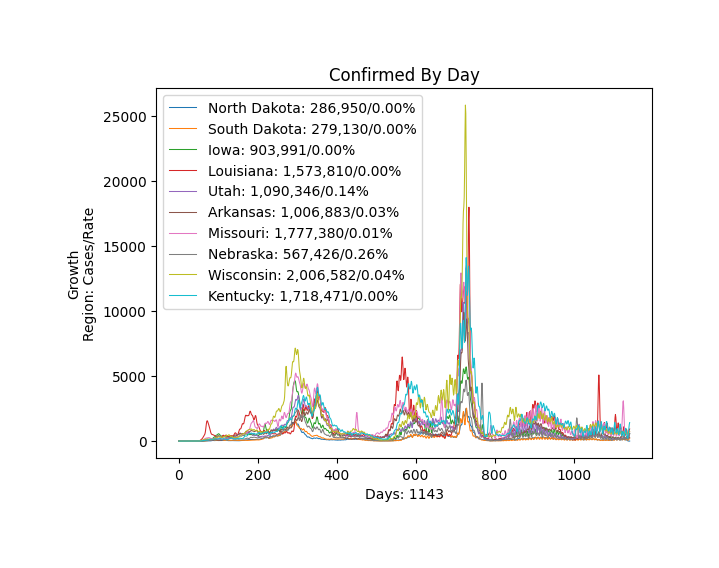 Confirmed By Day
Growth
Region: Cases/Rate
25000
20000
15000
10000
5000
0
North Dakota: 286,950/0.00%
South Dakota: 279,130/0.00%
Iowa: 903,991/0.00%
Louisiana: 1,573,810/0.00%
Utah: 1,090,346/0.14%
Arkansas: 1,006,883/0.03%
Missouri: 1,777,380/0.01%
Nebraska: 567,426/0.26%
Wisconsin: 2,006,582/0.04%
Kentucky: 1,718,471/0.00%
0 200 400 600 800 1000
Days: 1143